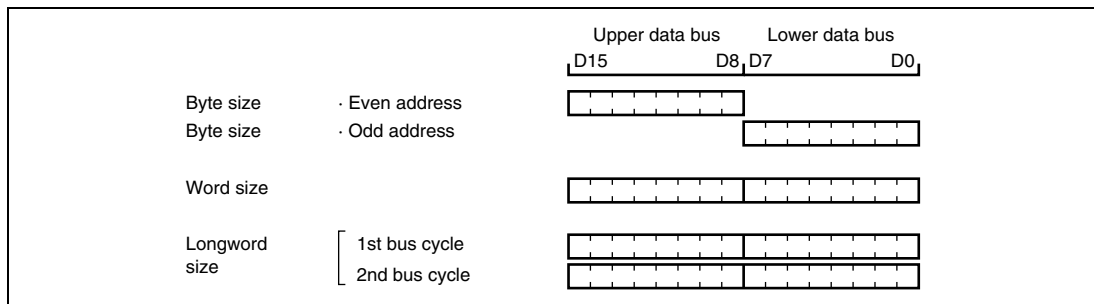 Upper data bus Lower data bus
D15 D8 D7 D0
Byte size · Even address
Byte size · Odd address
Word size
Longword size 1st bus cycle
2nd bus cycle